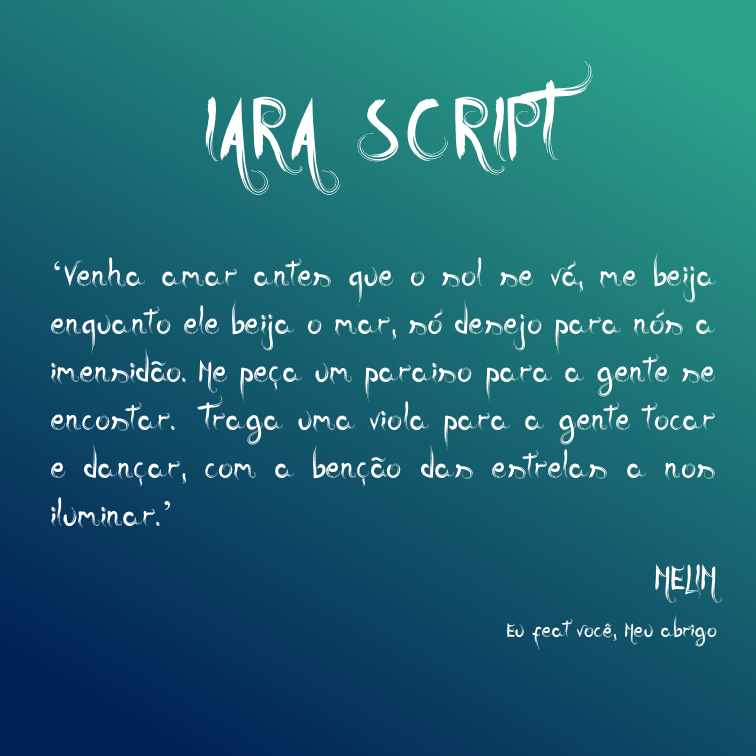 IARA SCRIPT
‘Venha amar antes que o sol se vá, me beija
enquanto ele beija o mar, só desejo para nós a
imensidão. Me peça um paraiso para a gente se
encostar. Traga uma viola para a gente tocar
e dançar, com a benção das estrelas a nos
iluminar.’
MELIM
Eu feat você, Meu abrigo